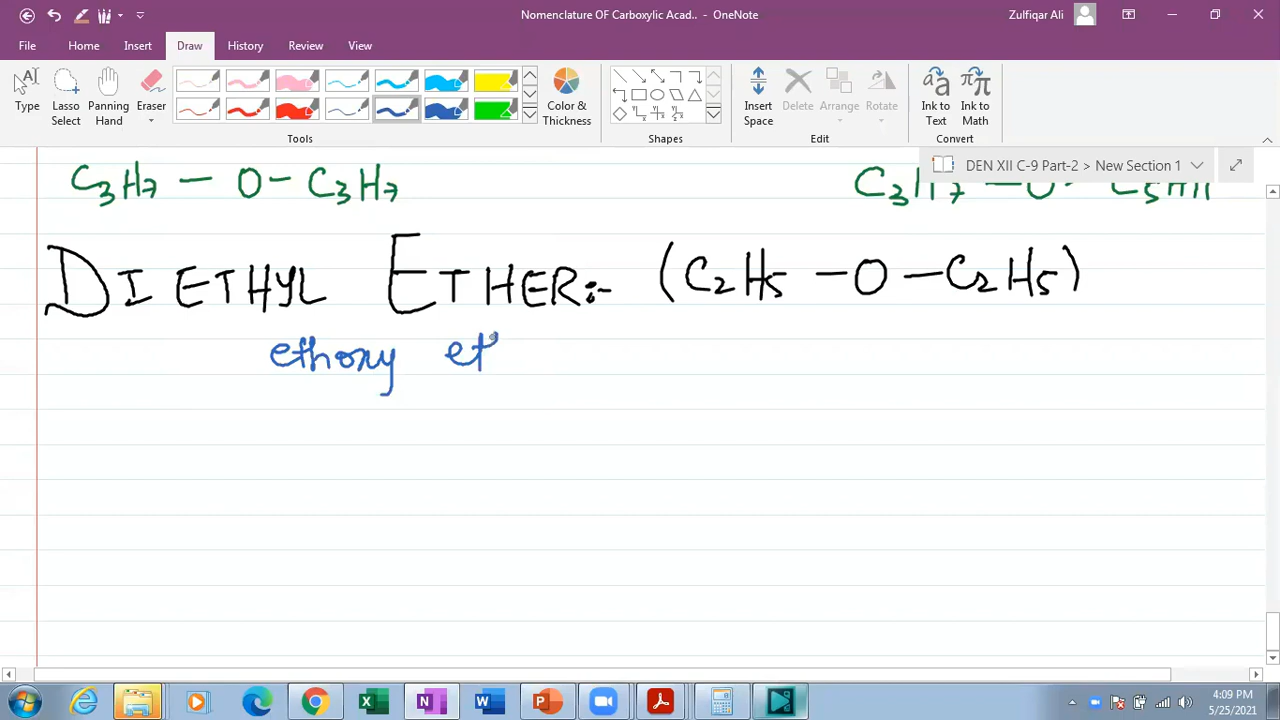 Nomenclature OF Carboxylic Acad.. - OneNote
Zulfiqar Ali
File Home Insert Draw History Review View
Type Lasso Select Panning Hand Eraser
Color & Thickness
Insert Space Delete Arrange Rotate
Ink to Text Ink to Math
Tools Shapes Edit Convert
DEN XII C-9 Part-2 > New Section 1
C3H7 - O - C3H7
DIETHYL ETHER:- (C2H5 - O - C2H5)
ethoxy et
4:09 PM
5/25/2021